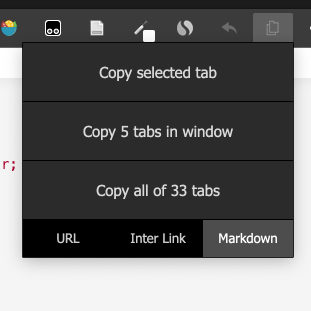 Copy selected tab
r;
Copy 5 tabs in window
Copy all of 33 tabs
URL Inter Link Markdown